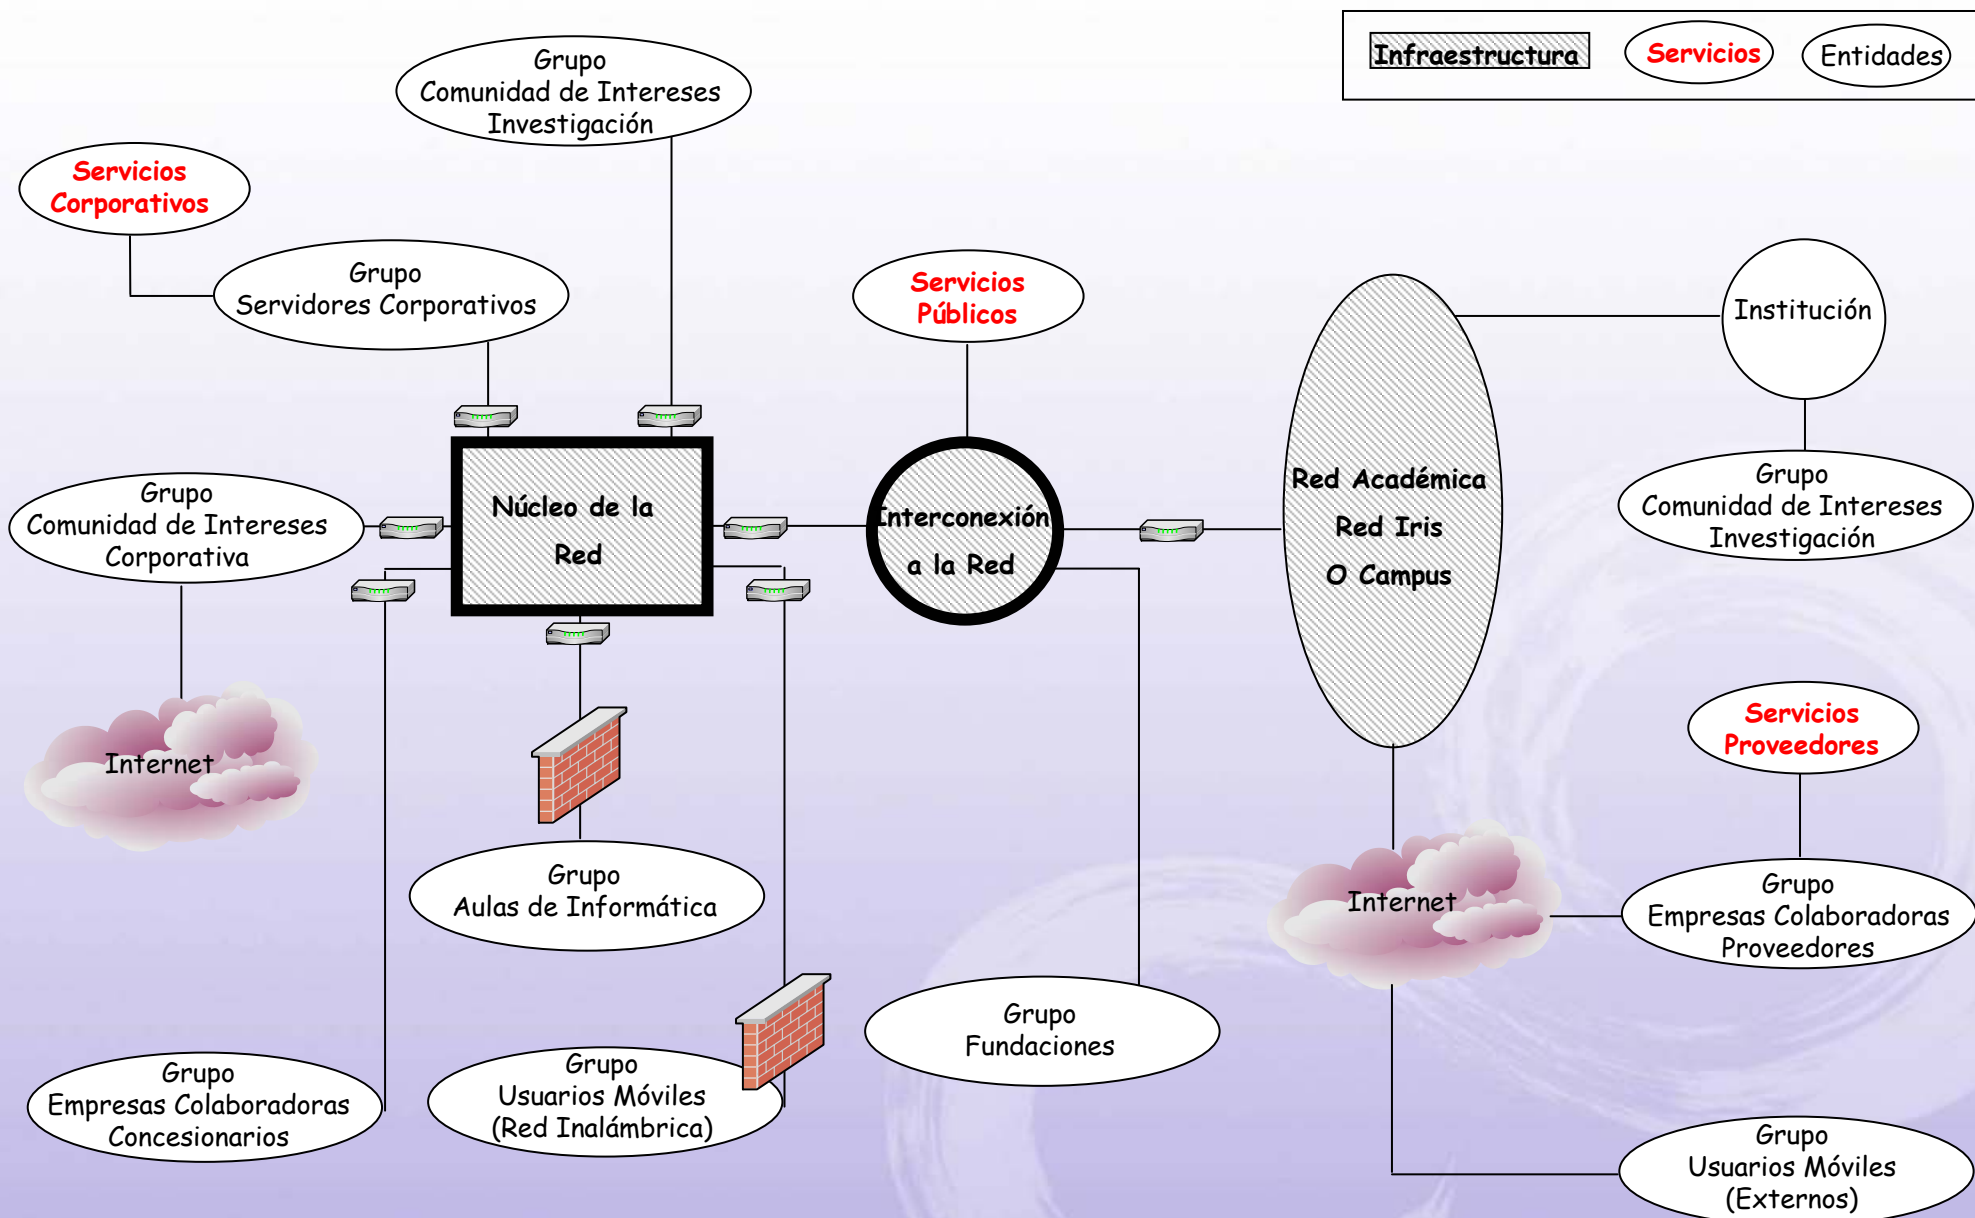 Infraestructura
Servicios
Entidades
Grupo
Comunidad de Intereses
Investigación
Servicios
Corporativos
Grupo
Servidores Corporativos
Servicios
Públicos
Institución
Grupo
Comunidad de Intereses
Corporativa
Núcleo de la
Red
Interconexión
a la Red
Red Académica
Red Iris
O Campus
Grupo
Comunidad de Intereses
Investigación
Internet
Servicios
Proveedores
Grupo
Aulas de Informática
Internet
Grupo
Empresas Colaboradoras
Proveedores
Grupo
Fundaciones
Grupo
Empresas Colaboradoras
Concesionarios
Grupo
Usuarios Móviles
(Red Inalámbrica)
Grupo
Usuarios Móviles
(Externos)